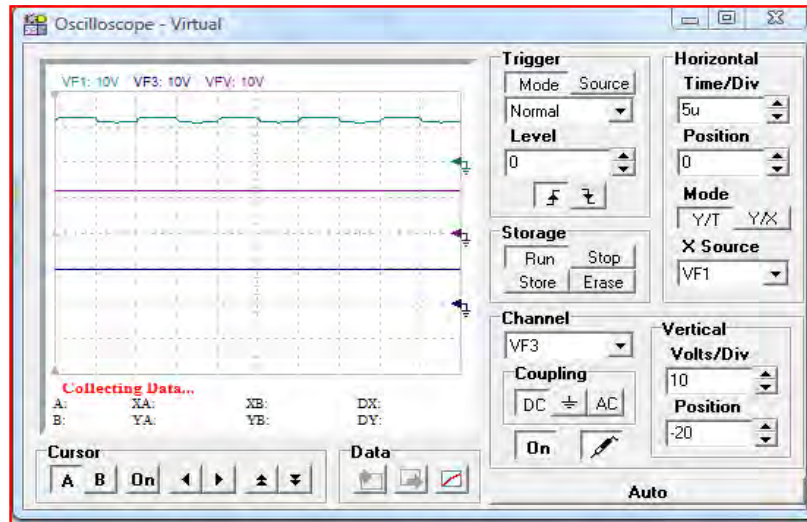 Oscilloscope - Virtual
VF1: 10V VF3: 10V VFV: 10V
Collecting Data...
A: XA: XB: DX:
B: YA: YB: DY:
Cursor
A B On
Data
Trigger
Mode Source
Normal
Level
0
Storage
Run Stop
Store Erase
Horizontal
Time/Div
5u
Position
0
Mode
Y/T Y/X
X Source
VF1
Channel
VF3
Coupling
DC AC
On
Vertical
Volts/Div
10
Position
-20
Auto